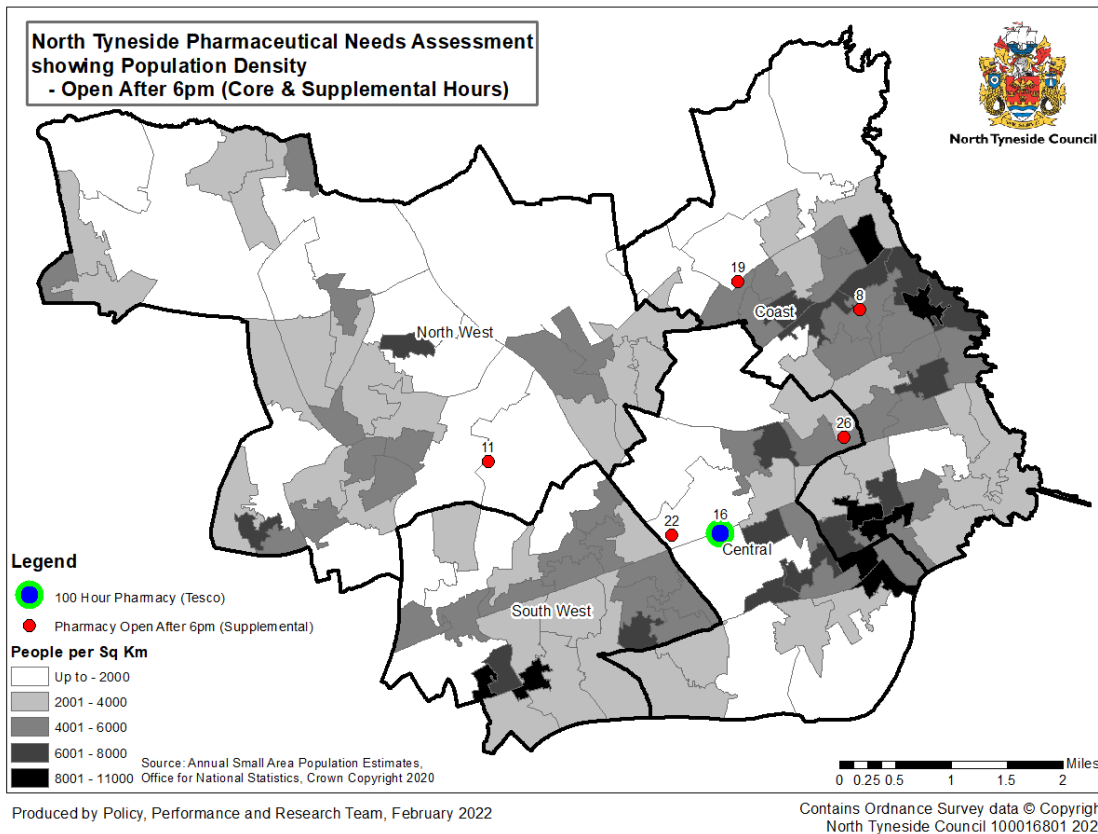 North Tyneside Pharmaceutical Needs Assessment
showing Population Density
- Open After 6pm (Core & Supplemental Hours)
North Tyneside Council
19
8
Coast
North West
26
11
16
22
Central
South West
Legend
100 Hour Pharmacy (Tesco)
Pharmacy Open After 6pm (Supplemental)
People per Sq Km
Up to - 2000
2001 - 4000
4001 - 6000
6001 - 8000
8001 - 11000
Source: Annual Small Area Population Estimates,
Office for National Statistics, Crown Copyright 2020
Miles
0 0.25 0.5 1 1.5 2
Produced by Policy, Performance and Research Team, February 2022
Contains Ordnance Survey data © Copyrigh
North Tyneside Council 100016801 202